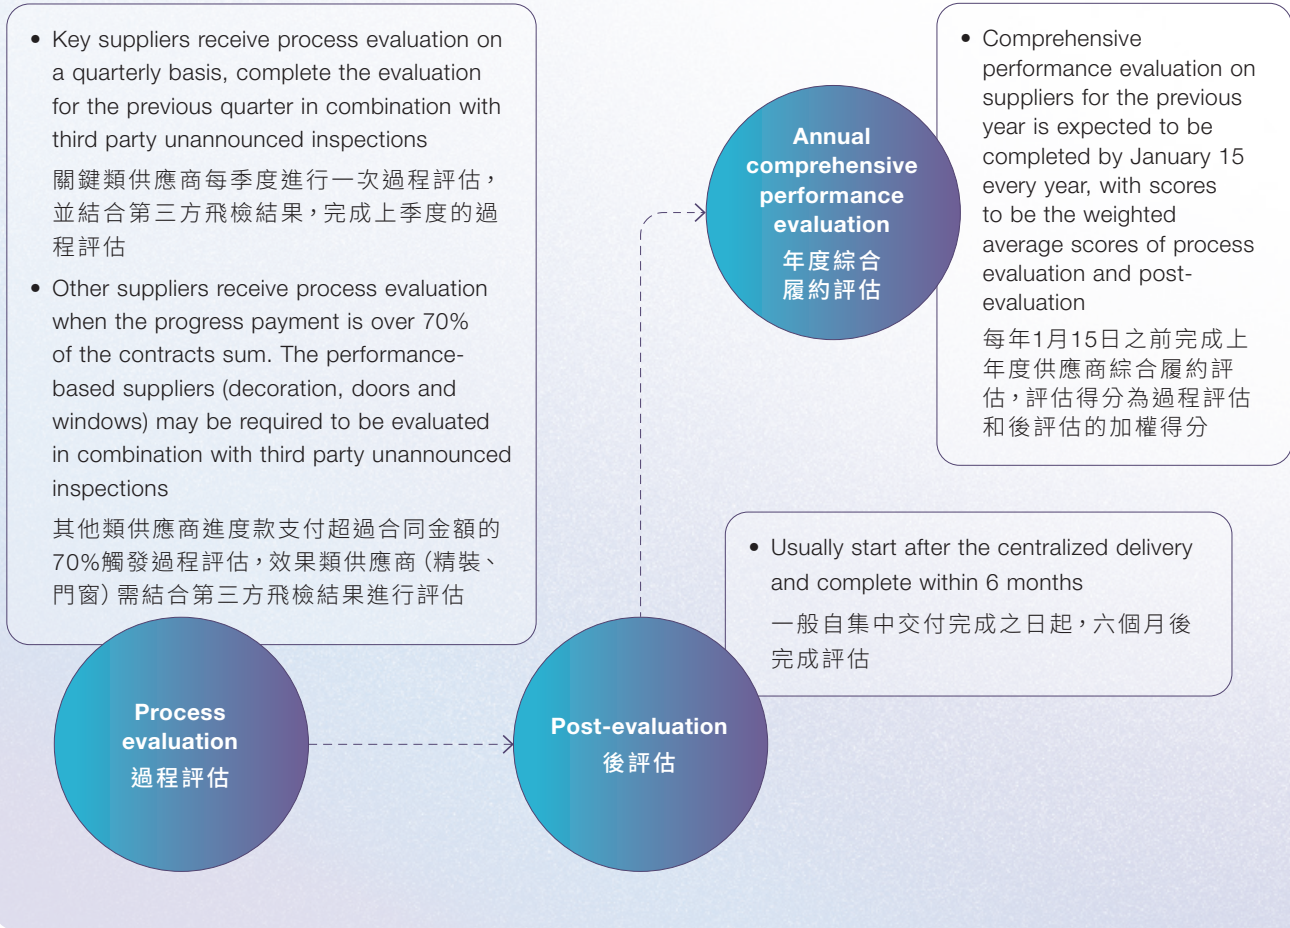 • Key suppliers receive process evaluation on
a quarterly basis, complete the evaluation
for the previous quarter in combination with
third party unannounced inspections
關鍵類供應商每季度進行一次過程評估，
並結合第三方飛檢結果，完成上季度的過
程評估
• Other suppliers receive process evaluation
when the progress payment is over 70%
of the contracts sum. The performance-
based suppliers (decoration, doors and
windows) may be required to be evaluated
in combination with third party unannounced
inspections
其他類供應商進度款支付超過合同金額的
70%觸發過程評估，效果類供應商（精裝、
門窗）需結合第三方飛檢結果進行評估
Process
evaluation
過程評估
Post-evaluation
後評估
• Usually start after the centralized delivery
and complete within 6 months
一般自集中交付完成之日起，六個月後
完成評估
Annual
comprehensive
performance
evaluation
年度綜合
履約評估
• Comprehensive
performance evaluation on
suppliers for the previous
year is expected to be
completed by January 15
every year, with scores
to be the weighted
average scores of process
evaluation and post-
evaluation
每年1月15日之前完成上
年度供應商綜合履約評
估，評估得分為過程評估
和後評估的加權得分